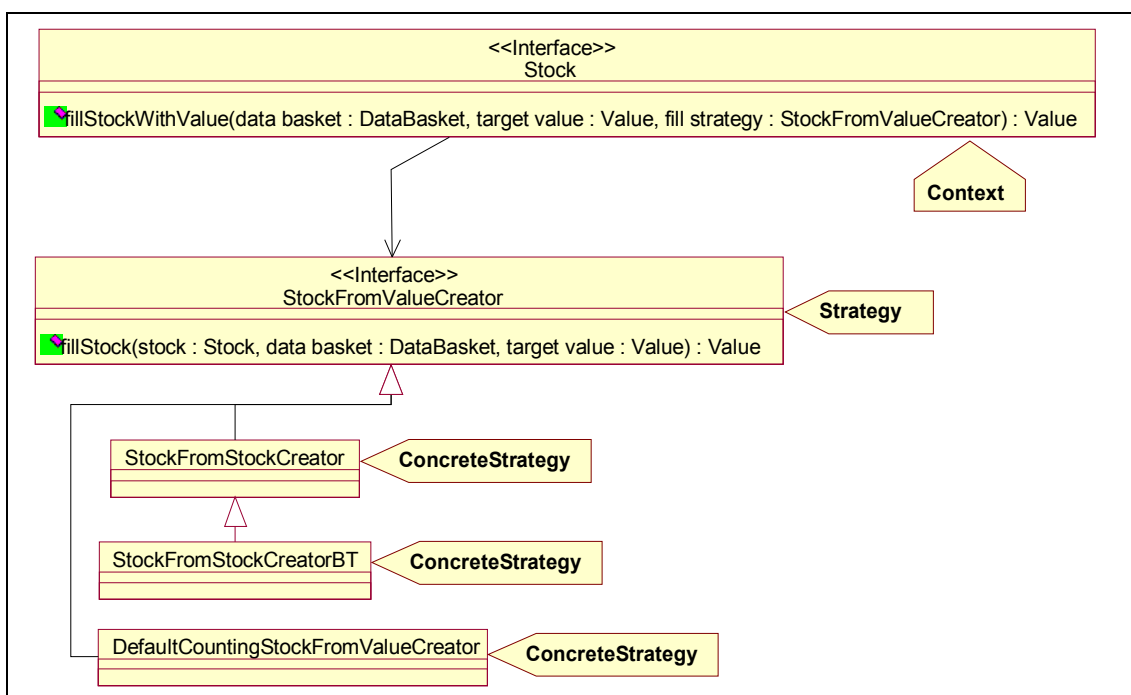 <<Interface>>
Stock
fillStockWithValue(data basket : DataBasket, target value : Value, fill strategy : StockFromValueCreator) : Value
Context
<<Interface>>
StockFromValueCreator
Strategy
fillStock(stock : Stock, data basket : DataBasket, target value : Value) : Value
StockFromStockCreator
ConcreteStrategy
StockFromStockCreatorBT
ConcreteStrategy
DefaultCountingStockFromValueCreator
ConcreteStrategy